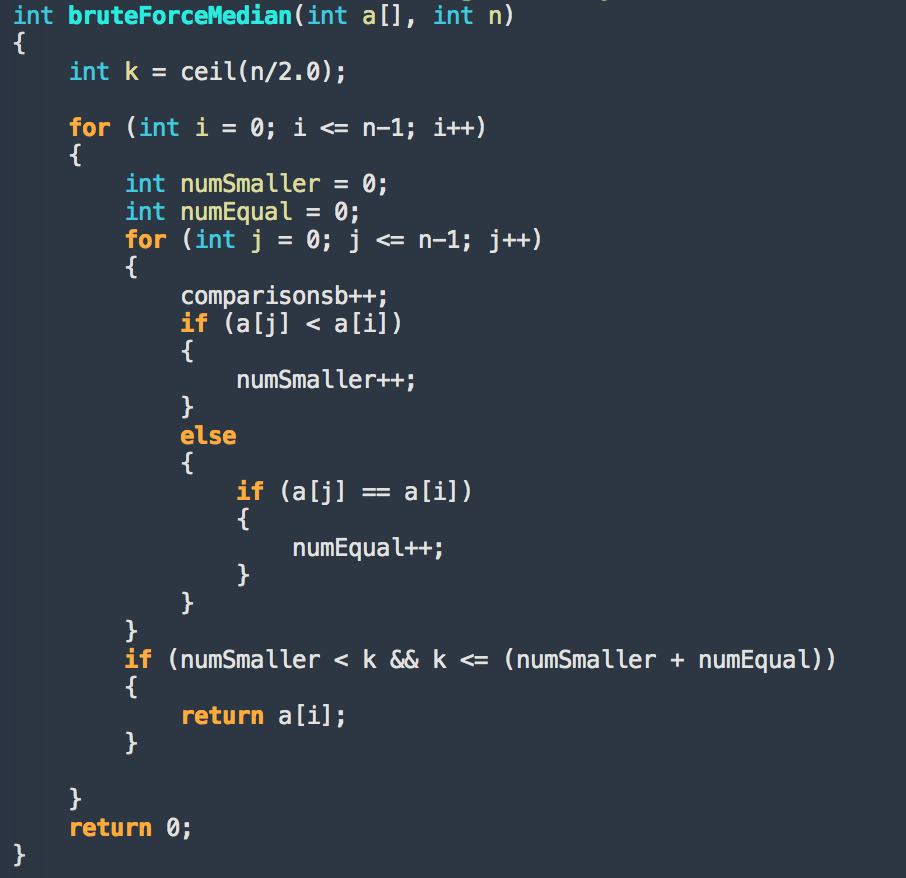 int bruteForceMedian(int a[], int n)
{
    int k = ceil(n/2.0);

    for (int i = 0; i <= n-1; i++)
    {
        int numSmaller = 0;
        int numEqual = 0;
        for (int j = 0; j <= n-1; j++)
        {
            comparisonsb++;
            if (a[j] < a[i])
            {
                numSmaller++;
            }
            else
            {
                if (a[j] == a[i])
                {
                    numEqual++;
                }
            }
        }
        if (numSmaller < k && k <= (numSmaller + numEqual))
        {
            return a[i];
        }

    }
    return 0;
}